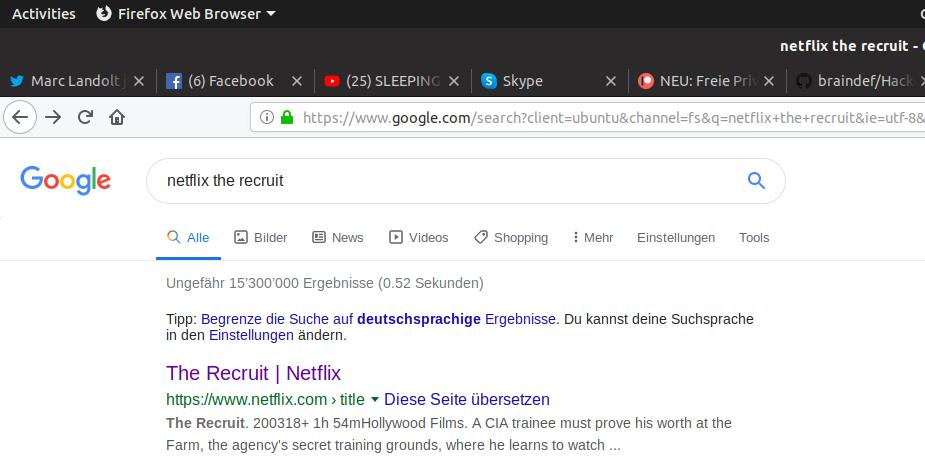 Activities Firefox Web Browser
netflix the recruit -
Marc Landolt (6) Facebook (25) SLEEPING Skype NEU: Freie Priv braindef/Hack
https://www.google.com/search?client=ubuntu&channel=fs&q=netflix+the+recruit&ie=utf-8&
Google netflix the recruit
Alle Bilder News Videos Shopping Mehr Einstellungen Tools
Ungefähr 15'300'000 Ergebnisse (0.52 Sekunden)
Tipp: Begrenze die Suche auf deutschsprachige Ergebnisse. Du kannst deine Suchsprache
in den Einstellungen ändern.
The Recruit | Netflix
https://www.netflix.com › title Diese Seite übersetzen
The Recruit. 200318+ 1h 54mHollywood Films. A CIA trainee must prove his worth at the
Farm, the agency's secret training grounds, where he learns to watch ...